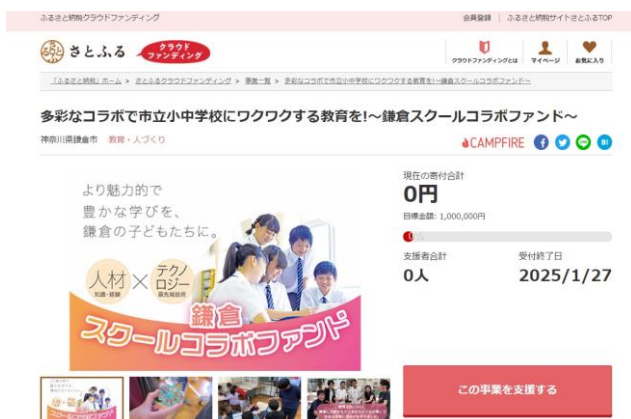 ふるさと納税クラウドファンディング
会員登録 | ふるさと納税サイトさとふるTOP
さとふる クラウドファンディング
クラウドファンディングとは マイページ お気に入り
「ふるさと納税」ホーム > さとふるクラウドファンディング > 事業一覧 > 多彩なコラボで市立小中学校にワクワクする教育を!～鎌倉スクールコラボファンド～
多彩なコラボで市立小中学校にワクワクする教育を!～鎌倉スクールコラボファンド～
神奈川県鎌倉市 教育・人づくり
CAMPFIRE
より魅力的で
豊かな学びを、
鎌倉の子どもたちに。
人材 × テクノロジー
知識・経験 最先端技術
鎌倉
スクールコラボファンド
現在の寄付合計
0円
目標金額: 1,000,000円
0%
支援者合計 受付終了日
0人 2025/1/27
この事業を支援する